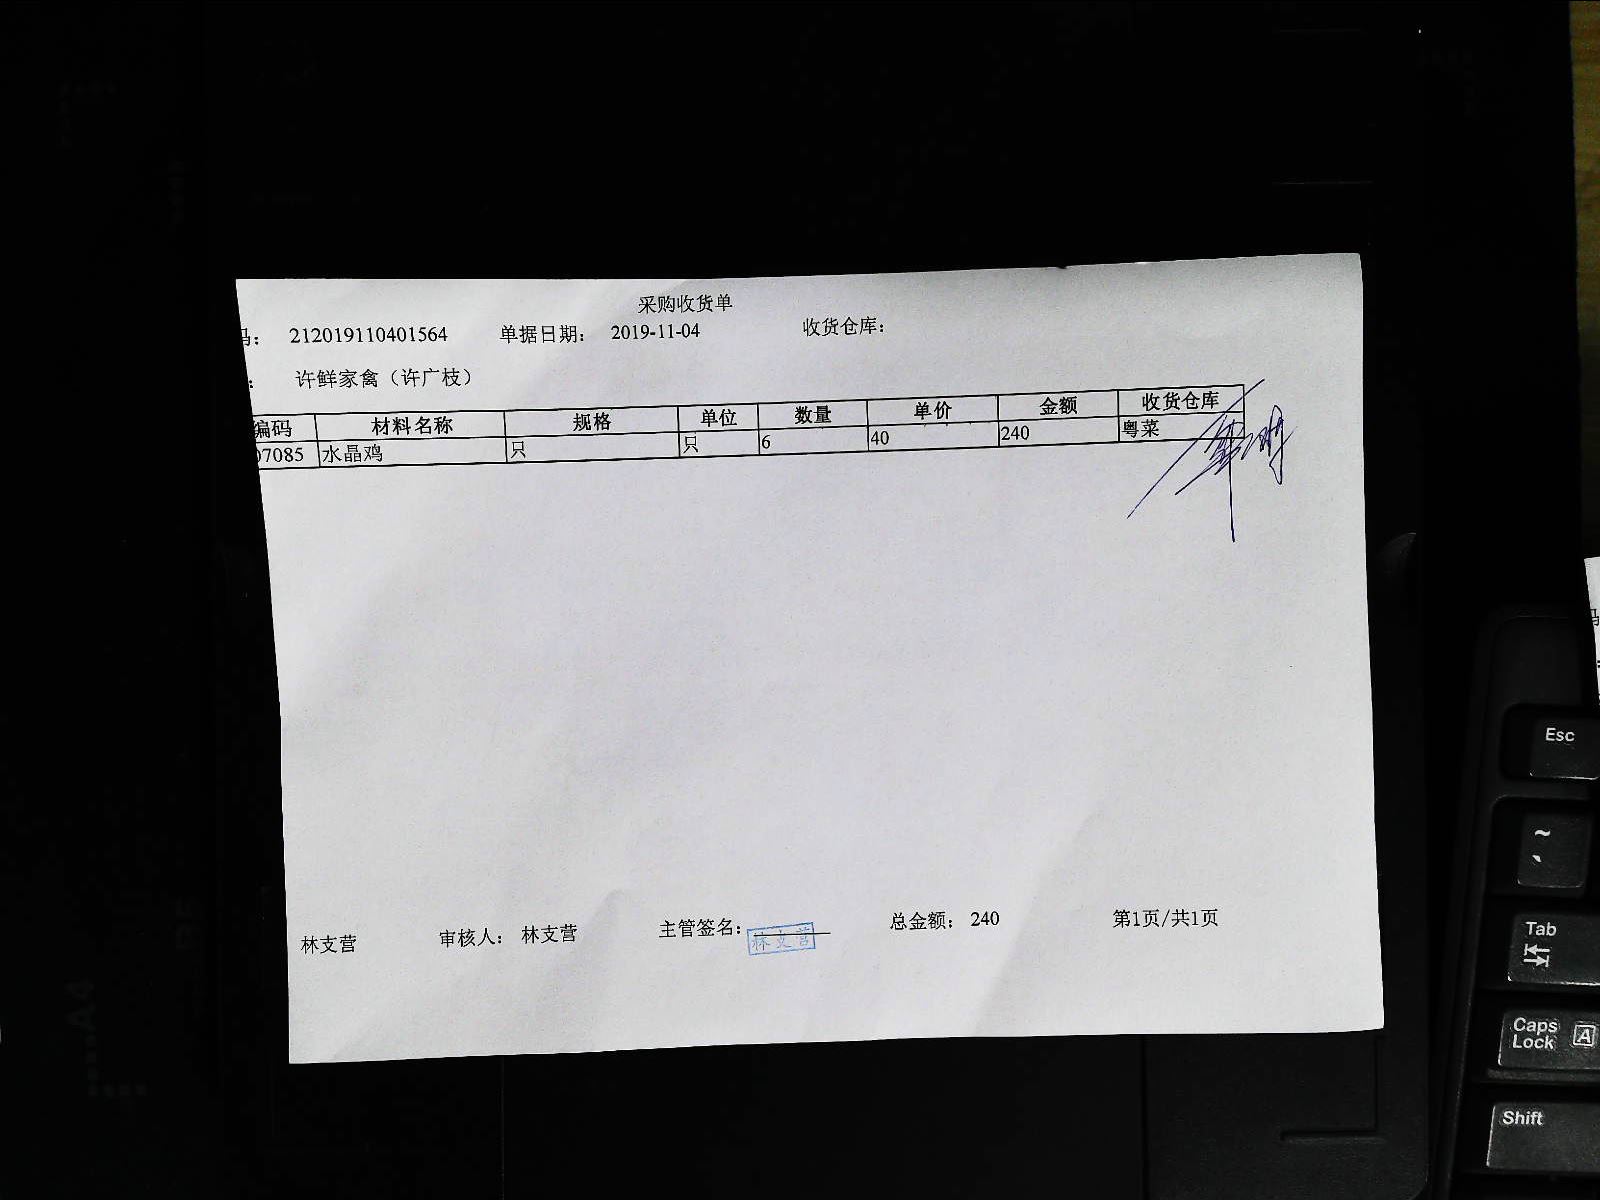 采购收货单
码： 212019110401564 单据日期： 2019-11-04 收货仓库：
： 许鲜家禽（许广枝）
编码 材料名称 规格 单位 数量 单价 金额 收货仓库
07085 水晶鸡 只 只 6 40 240 粤菜
林支营 审核人： 林支营 主管签名： 林支营 总金额： 240 第1页/共1页
Esc
~
Tab
Caps Lock A
Shift
A4